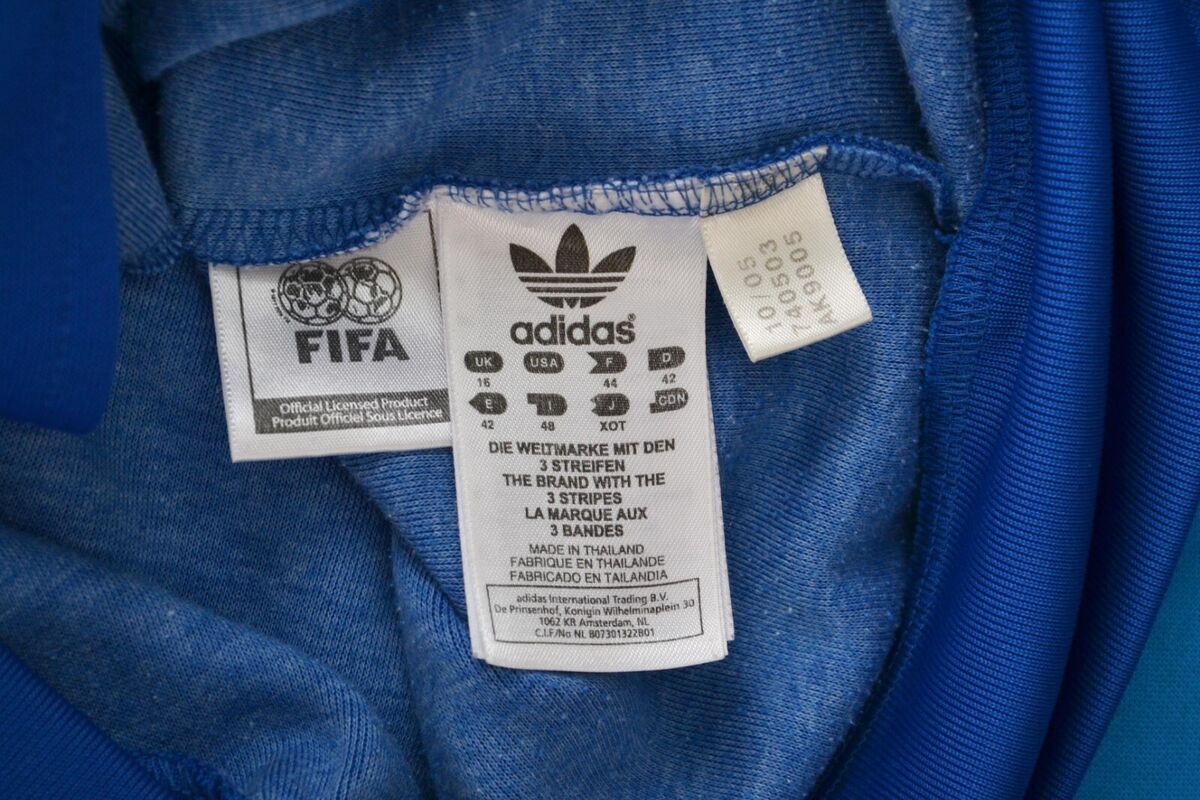 FIFA
Official Licensed Product
Produit Officiel Sous Licence
adidas®
UK USA F D
16 44 42
E I J CDN
42 48 XOT
DIE WELTMARKE MIT DEN
3 STREIFEN
THE BRAND WITH THE
3 STRIPES
LA MARQUE AUX
3 BANDES
MADE IN THAILAND
FABRIQUE EN THAILANDE
FABRICADO EN TAILANDIA
adidas International Trading B.V.
De Prinsenhof, Konigin Wilhelminaplein 30
1062 KR Amsterdam, NL
C.I.F/No NL 807301322B01
10/05
740503
AK9005